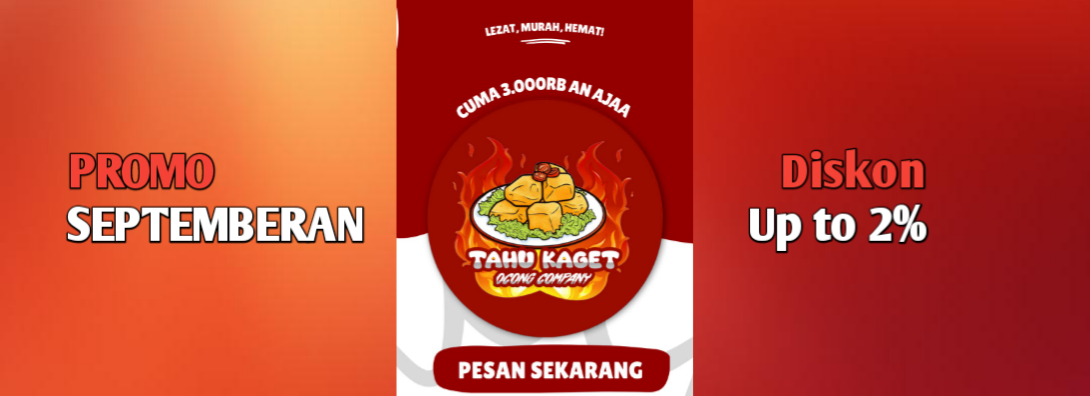 PROMO
SEPTEMBERAN
LEZAT, MURAH, HEMAT!
CUMA 3.000RB AN AJAA
TAHU KAGET
OCONG COMPANY
PESAN SEKARANG
Diskon
Up to 2%